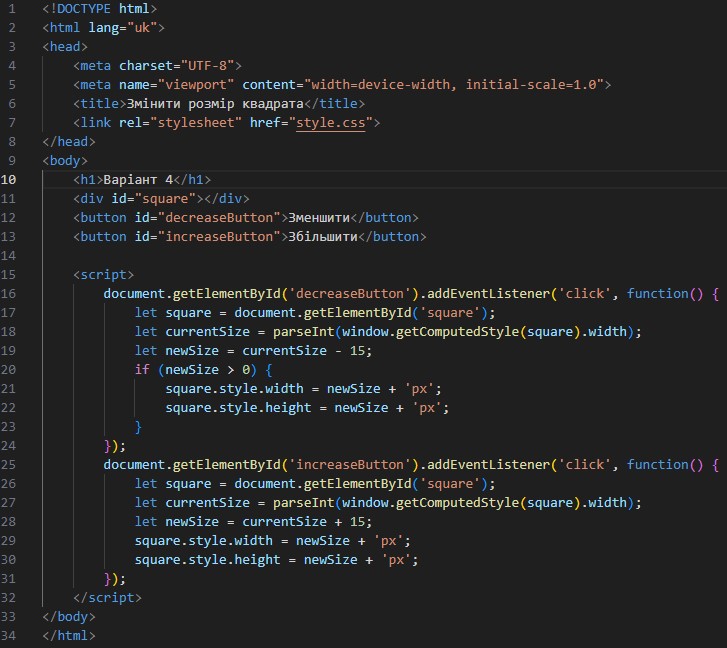 1 <!DOCTYPE html>
2 <html lang="uk">
3 <head>
4     <meta charset="UTF-8">
5     <meta name="viewport" content="width=device-width, initial-scale=1.0">
6     <title>Змінити розмір квадрата</title>
7     <link rel="stylesheet" href="style.css">
8 </head>
9 <body>
10     <h1>Варіант 4</h1>
11     <div id="square"></div>
12     <button id="decreaseButton">Зменшити</button>
13     <button id="increaseButton">Збільшити</button>
14
15     <script>
16         document.getElementById('decreaseButton').addEventListener('click', function() {
17             let square = document.getElementById('square');
18             let currentSize = parseInt(window.getComputedStyle(square).width);
19             let newSize = currentSize - 15;
20             if (newSize > 0) {
21                 square.style.width = newSize + 'px';
22                 square.style.height = newSize + 'px';
23             }
24         });
25         document.getElementById('increaseButton').addEventListener('click', function() {
26             let square = document.getElementById('square');
27             let currentSize = parseInt(window.getComputedStyle(square).width);
28             let newSize = currentSize + 15;
29             square.style.width = newSize + 'px';
30             square.style.height = newSize + 'px';
31         });
32     </script>
33 </body>
34 </html>